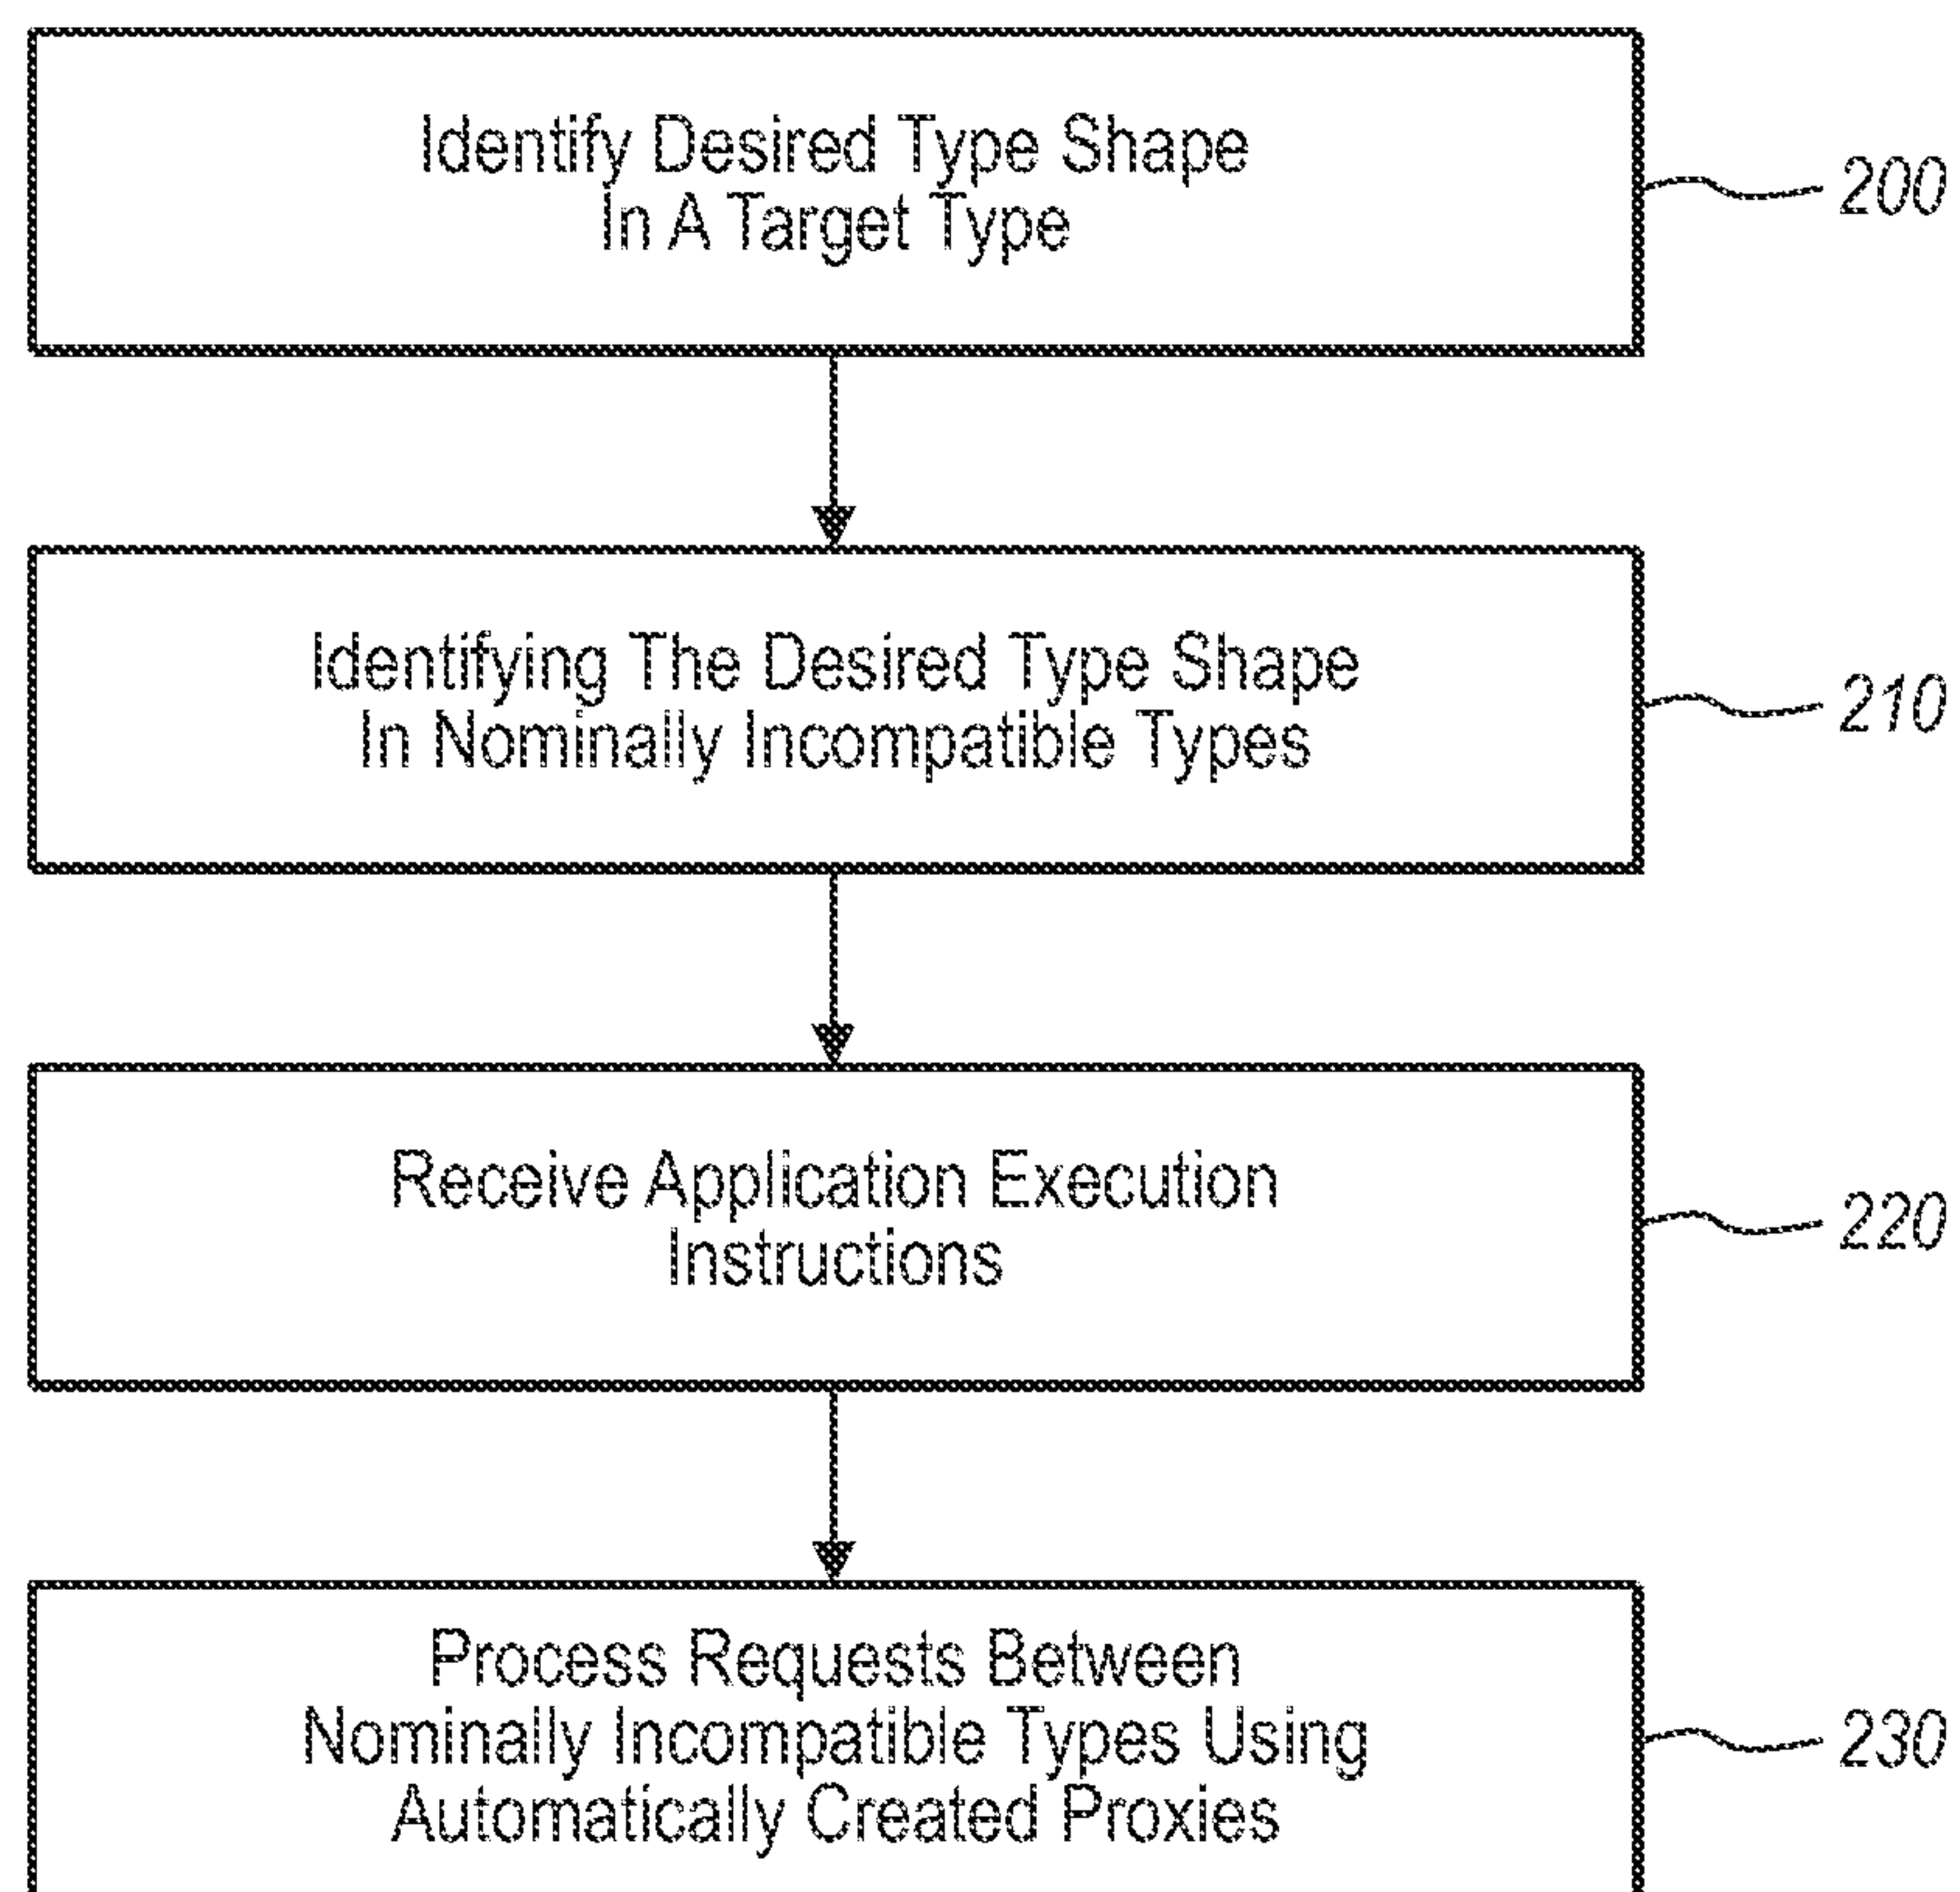 Identify Desired Type Shape
In A Target Type
200
Identifying The Desired Type Shape
In Nominally Incompatible Types
210
Receive Application Execution
Instructions
220
Process Requests Between
Nominally Incompatible Types Using
Automatically Created Proxies
230